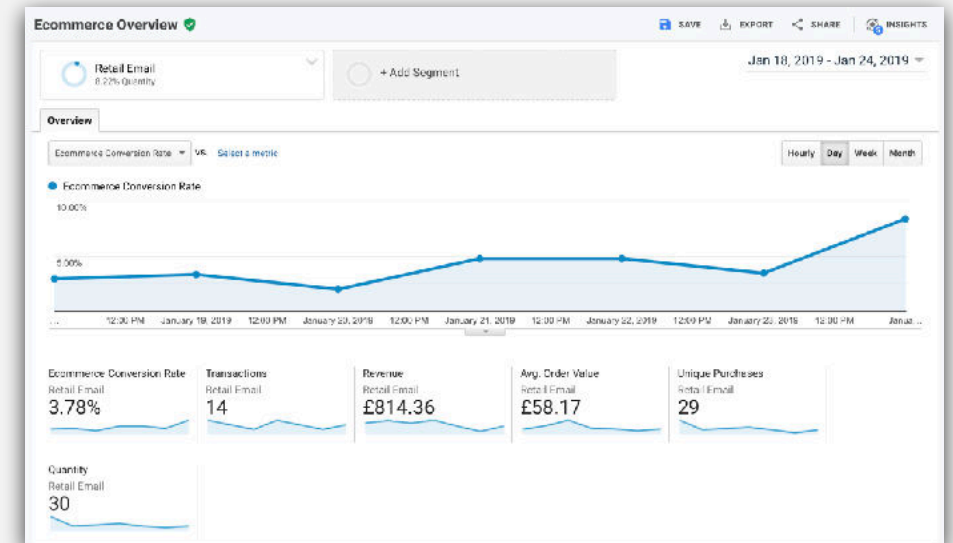 Ecommerce Overview
SAVE EXPORT SHARE INSIGHTS
Retail Email
8.22% Quantity
+ Add Segment
Jan 18, 2019 - Jan 24, 2019
Overview
Ecommerce Conversion Rate VS. Select a metric
Hourly Day Week Month
Ecommerce Conversion Rate
10.00%
5.00%
... 12:00 PM January 19, 2019 12:00 PM January 20, 2019 12:00 PM January 21, 2019 12:00 PM January 22, 2019 12:00 PM January 23, 2019 12:00 PM Janua...
Ecommerce Conversion Rate Transactions Revenue Avg. Order Value Unique Purchases
Retail Email Retail Email Retail Email Retail Email Retail Email
3.78% 14 £814.36 £58.17 29
Quantity
Retail Email
30